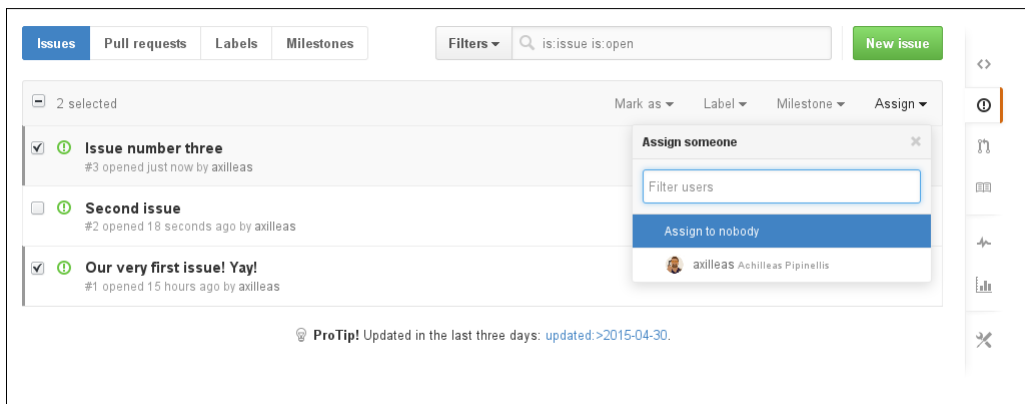 Issues Pull requests Labels Milestones Filters is:issue is:open New issue
2 selected Mark as Label Milestone Assign
Issue number three
#3 opened just now by axilleas
Assign someone
Filter users
Second issue
#2 opened 18 seconds ago by axilleas
Assign to nobody
Our very first issue! Yay!
#1 opened 15 hours ago by axilleas
axilleas Achilleas Pipinellis
ProTip! Updated in the last three days: updated:>2015-04-30.